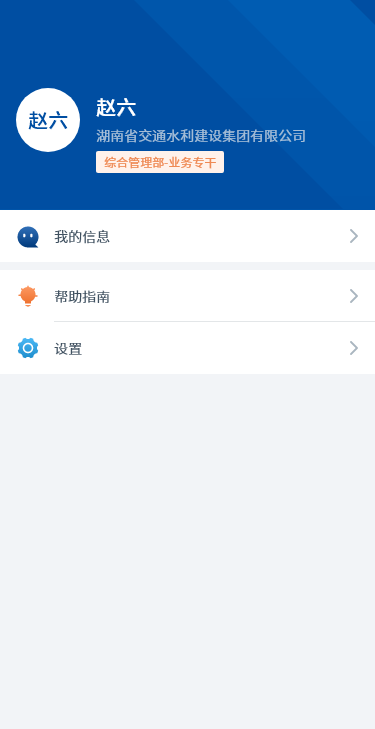 赵六
赵六
湖南省交通水利建设集团有限公司
综合管理部-业务专干
我的信息
帮助指南
设置